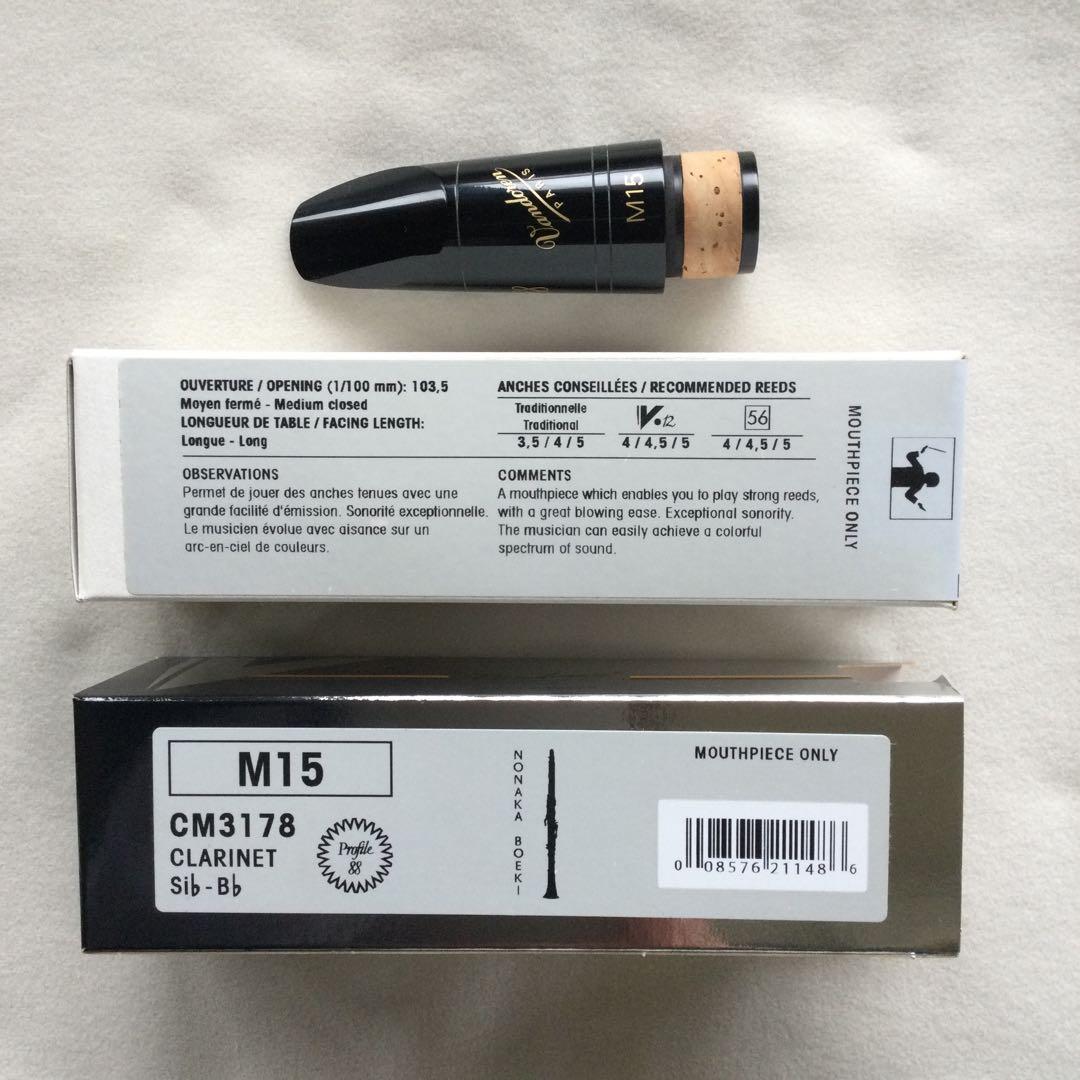 Vandoren
PARIS
M15
OUVERTURE / OPENING (1/100 mm): 103,5
Moyen fermé - Medium closed
LONGUEUR DE TABLE / FACING LENGTH:
Longue - Long
ANCHES CONSEILLÉES / RECOMMENDED REEDS
Traditionnelle
Traditional
V.12
56
3,5 / 4 / 5
4 / 4,5 / 5
4 / 4,5 / 5
OBSERVATIONS
Permet de jouer des anches tenues avec une
grande facilité d'émission. Sonorité exceptionnelle.
Le musicien évolue avec aisance sur un
arc-en-ciel de couleurs.
COMMENTS
A mouthpiece which enables you to play strong reeds,
with a great blowing ease. Exceptional sonority.
The musician can easily achieve a colorful
spectrum of sound.
MOUTHPIECE ONLY
M15
CM3178
CLARINET
Si♭-B♭
Profile
88
NONAKA BOEKI
MOUTHPIECE ONLY
0 08576 21148 6